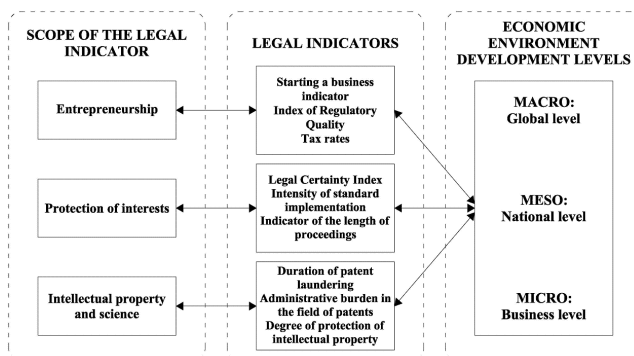 SCOPE OF THE LEGAL
INDICATOR
Entrepreneurship
Protection of interests
Intellectual property
and science
LEGAL INDICATORS
Starting a business
indicator
Index of Regulatory
Quality
Tax rates
Legal Certainty Index
Intensity of standard
implementation
Indicator of the length of
proceedings
Duration of patent
laundering
Administrative burden in
the field of patents
Degree of protection of
intellectual property
ECONOMIC
ENVIRONMENT
DEVELOPMENT LEVELS
MACRO:
Global level
MESO:
National level
MICRO:
Business level